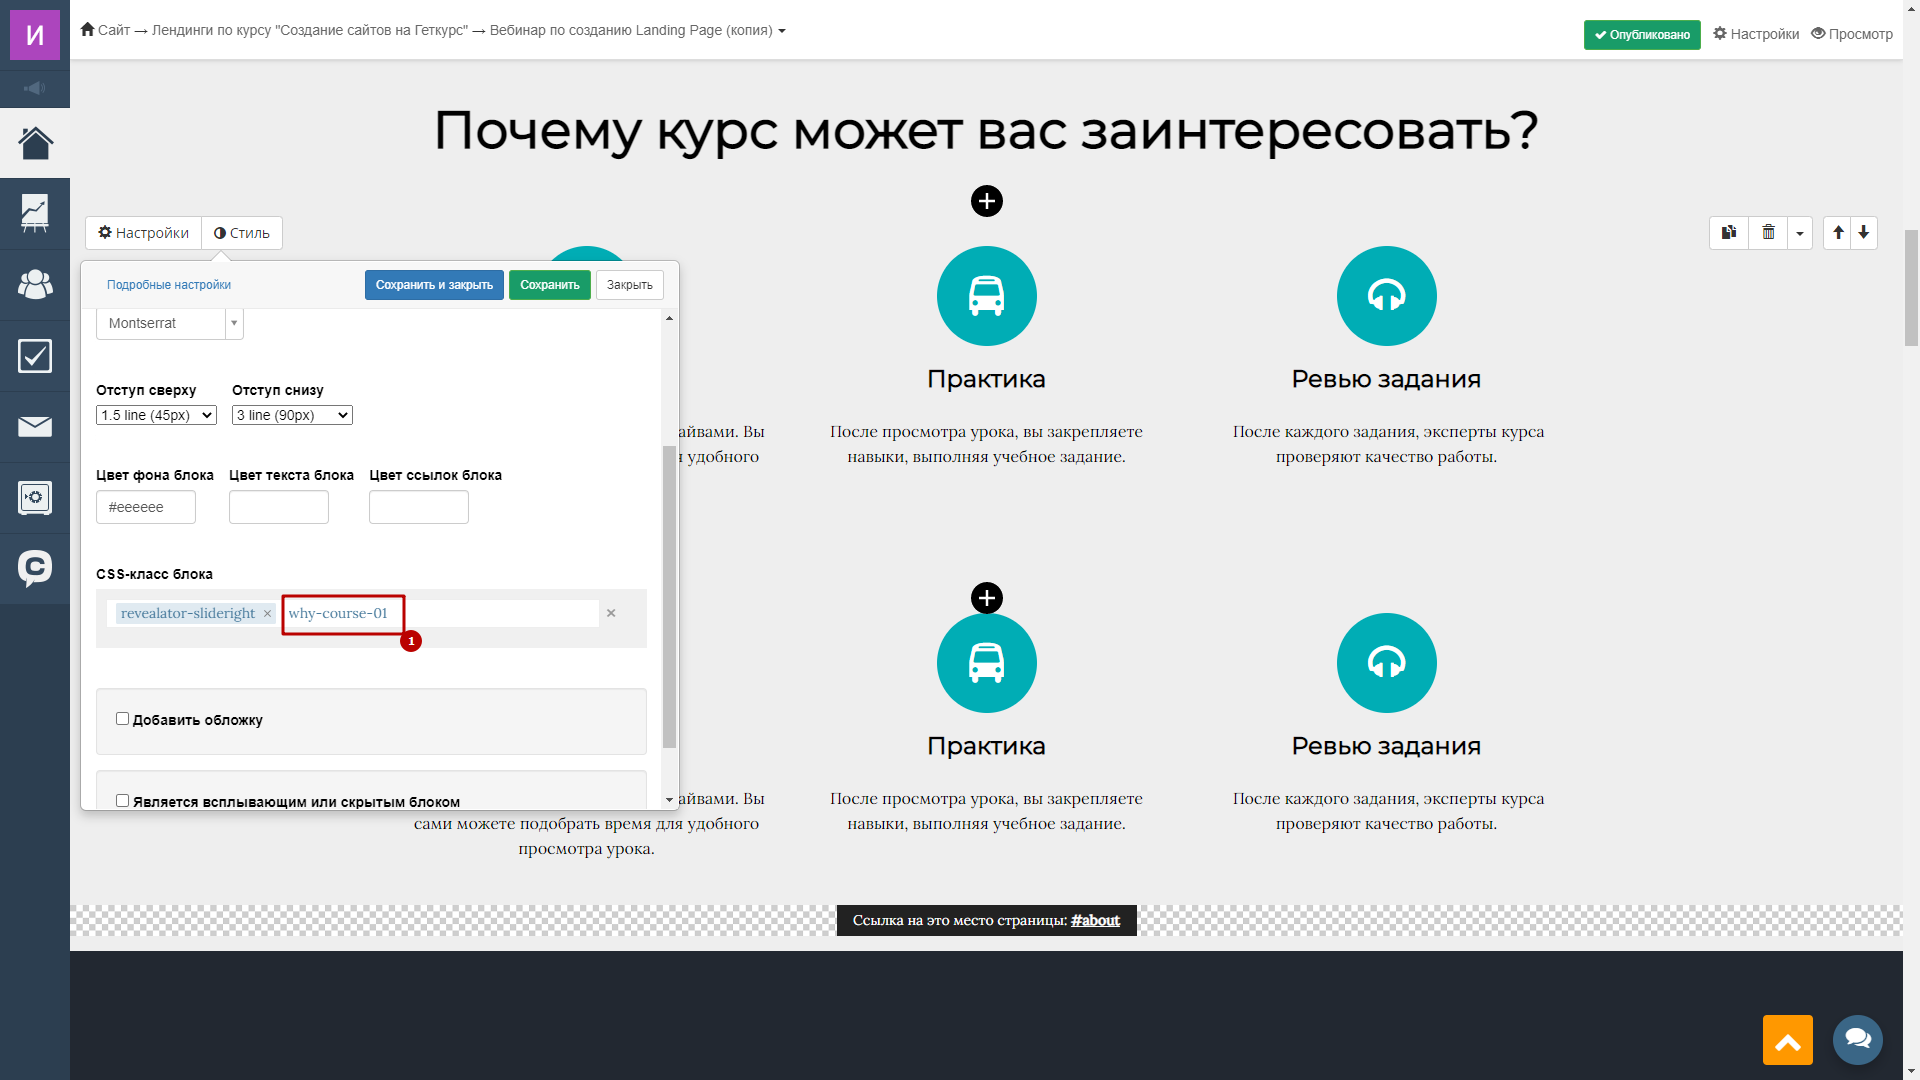 И
Сайт → Лендинги по курсу "Создание сайтов на Геткурс" → Вебинар по созданию Landing Page (копия)
Опубликовано
Настройки
Просмотр
Почему курс может вас заинтересовать?
Настройки
Стиль
Подробные настройки
Сохранить и закрыть
Сохранить
Закрыть
Montserrat
Отступ сверху
Отступ снизу
1.5 line (45px)
3 line (90px)
Цвет фона блока
Цвет текста блока
Цвет ссылок блока
#eeeeee
CSS-класс блока
revealator-slideright ×
why-course-01
×
1
Добавить обложку
Является всплывающим или скрытым блоком
айвами. Вы
удобного
Практика
После просмотра урока, вы закрепляете
навыки, выполняя учебное задание.
Ревью задания
После каждого задания, эксперты курса
проверяют качество работы.
айвами. Вы
сами можете подобрать время для удобного
просмотра урока.
Практика
После просмотра урока, вы закрепляете
навыки, выполняя учебное задание.
Ревью задания
После каждого задания, эксперты курса
проверяют качество работы.
Ссылка на это место страницы: #about